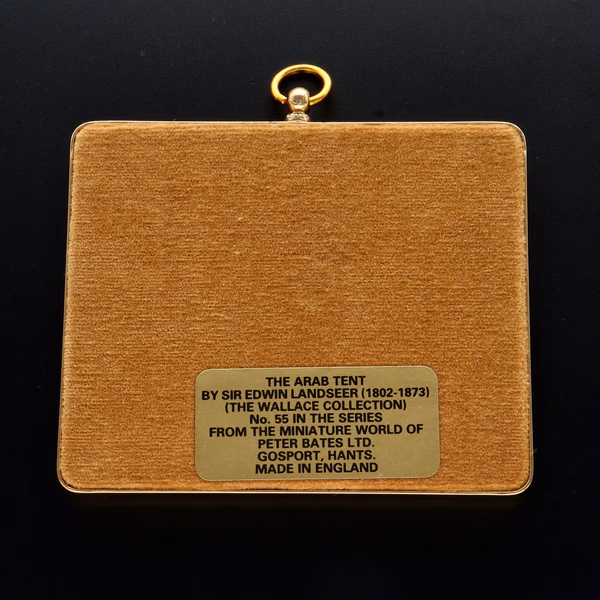 THE ARAB TENT
BY SIR EDWIN LANDSEER (1802-1873)
(THE WALLACE COLLECTION)
No. 55 IN THE SERIES
FROM THE MINIATURE WORLD OF
PETER BATES LTD.
GOSPORT, HANTS.
MADE IN ENGLAND